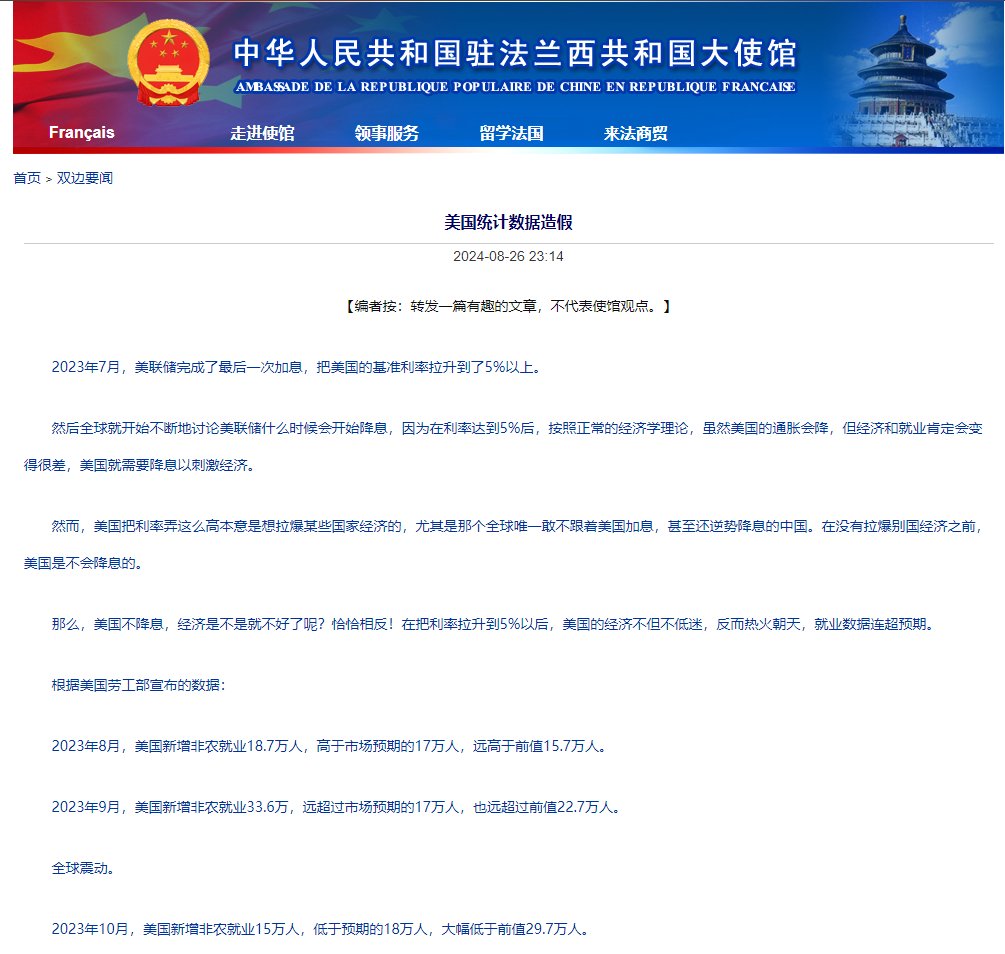 中华人民共和国驻法兰西共和国大使馆
AMBASSADE DE LA REPUBLIQUE POPULAIRE DE CHINE EN REPUBLIQUE FRANCAISE
Français 走进使馆 领事服务 留学法国 来法商贸
首页 > 双边要闻
美国统计数据造假
2024-08-26 23:14
【编者按：转发一篇有趣的文章，不代表使馆观点。】
2023年7月，美联储完成了最后一次加息，把美国的基准利率拉升到了5%以上。
然后全球就开始不断地讨论美联储什么时候会开始降息，因为在利率达到5%后，按照正常的经济学理论，虽然美国的通胀会降，但经济和就业肯定会变
得很差，美国就需要降息以刺激经济。
然而，美国把利率弄这么高本意是想拉爆某些国家经济的，尤其是那个全球唯一敢不跟着美国加息，甚至还逆势降息的中国。在没有拉爆别国经济之前，
美国是不会降息的。
那么，美国不降息，经济是不是就不好了呢？恰恰相反！在把利率拉升到5%以后，美国的经济不但不低迷，反而热火朝天，就业数据连超预期。
根据美国劳工部宣布的数据：
2023年8月，美国新增非农就业18.7万人，高于市场预期的17万人，远高于前值15.7万人。
2023年9月，美国新增非农就业33.6万，远超过市场预期的17万人，也远超过前值22.7万人。
全球震动。
2023年10月，美国新增非农就业15万人，低于预期的18万人，大幅低于前值29.7万人。